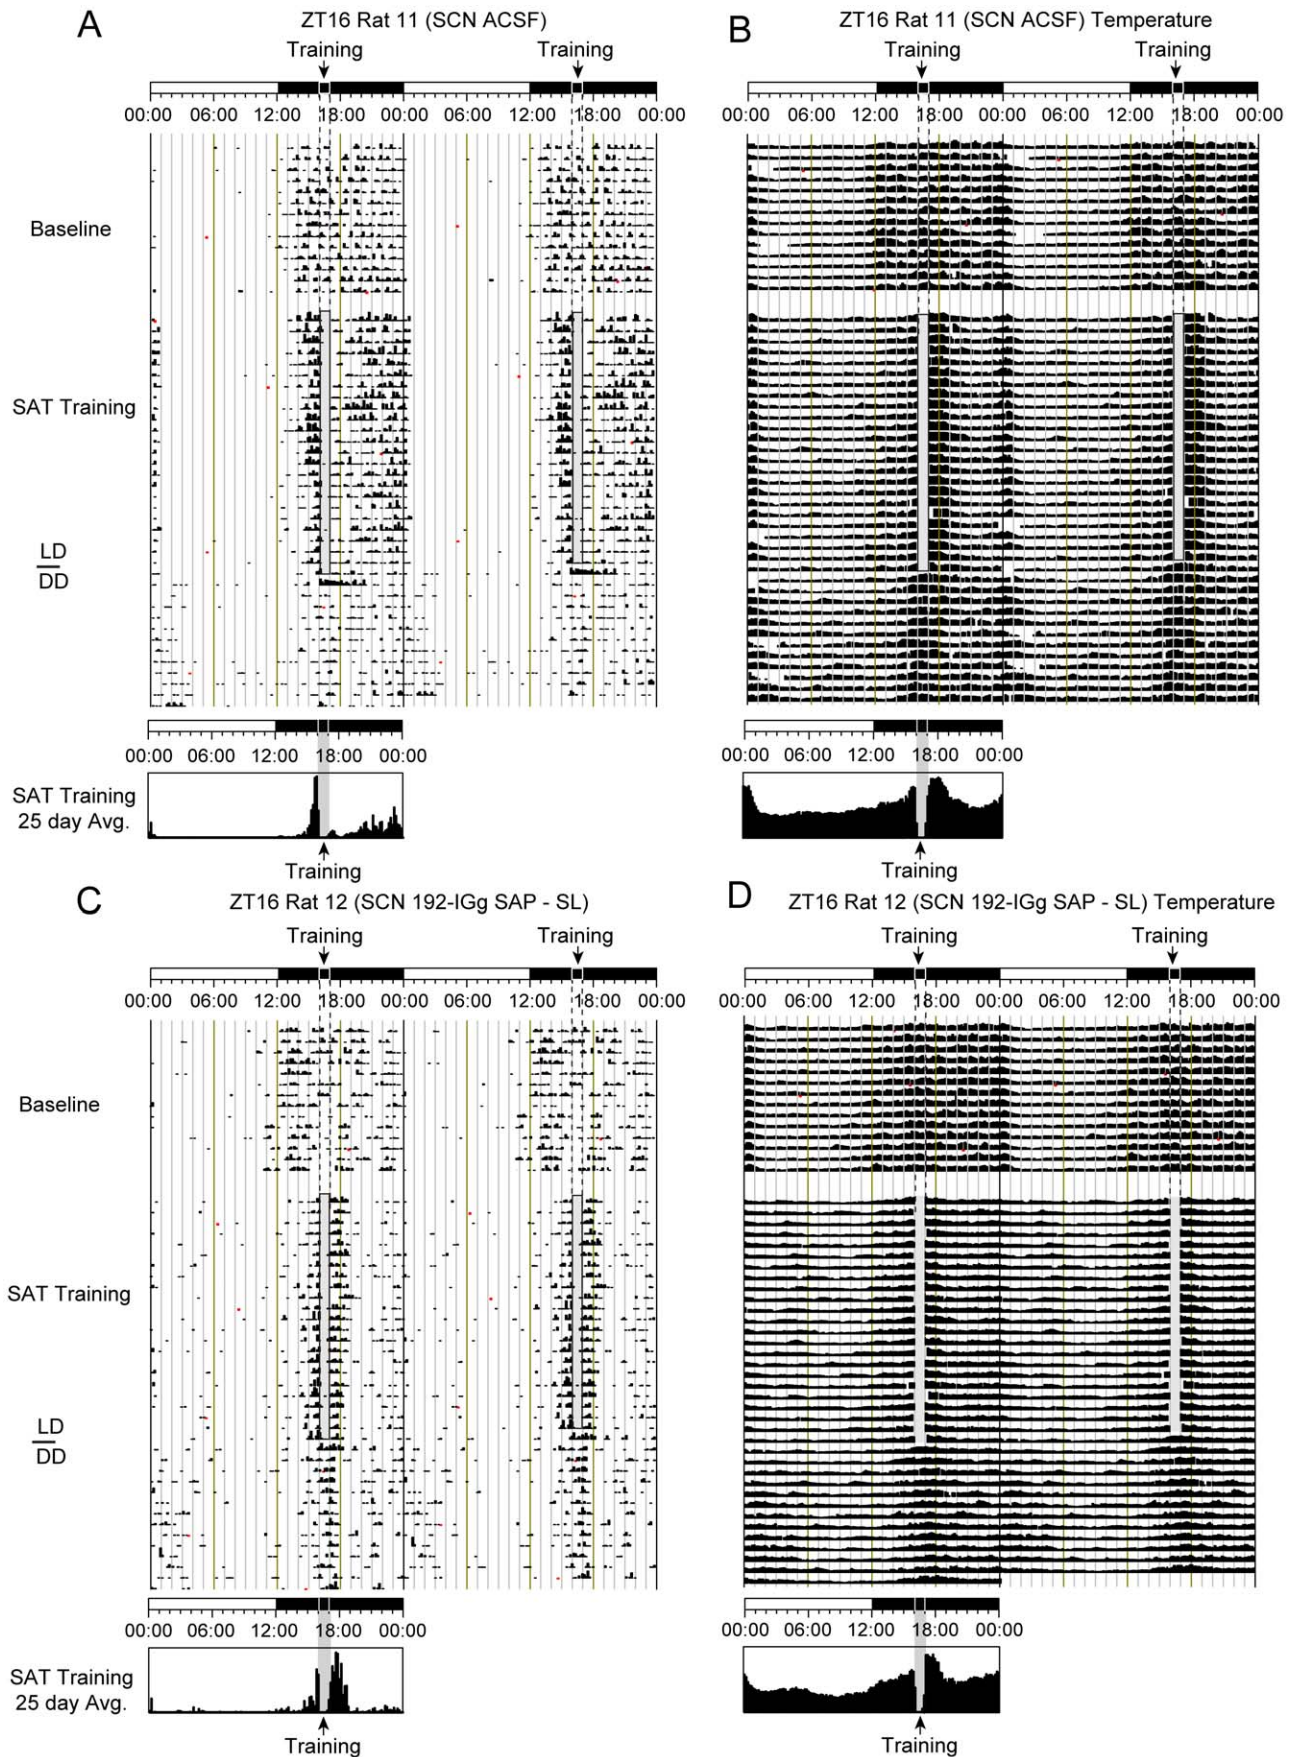 A
ZT16 Rat 11 (SCN ACSF)
Training Training
00:00 06:00 12:00 18:00 00:00 06:00 12:00 18:00 00:00
Baseline
SAT Training
LD
DD
00:00 06:00 12:00 18:00 00:00
SAT Training
25 day Avg.
Training
B
ZT16 Rat 11 (SCN ACSF) Temperature
Training Training
00:00 06:00 12:00 18:00 00:00 06:00 12:00 18:00 00:00
00:00 06:00 12:00 18:00 00:00
Training
C
ZT16 Rat 12 (SCN 192-IGg SAP - SL)
Training Training
00:00 06:00 12:00 18:00 00:00 06:00 12:00 18:00 00:00
Baseline
SAT Training
LD
DD
00:00 06:00 12:00 18:00 00:00
SAT Training
25 day Avg.
Training
D
ZT16 Rat 12 (SCN 192-IGg SAP - SL) Temperature
Training Training
00:00 06:00 12:00 18:00 00:00 06:00 12:00 18:00 00:00
00:00 06:00 12:00 18:00 00:00
Training